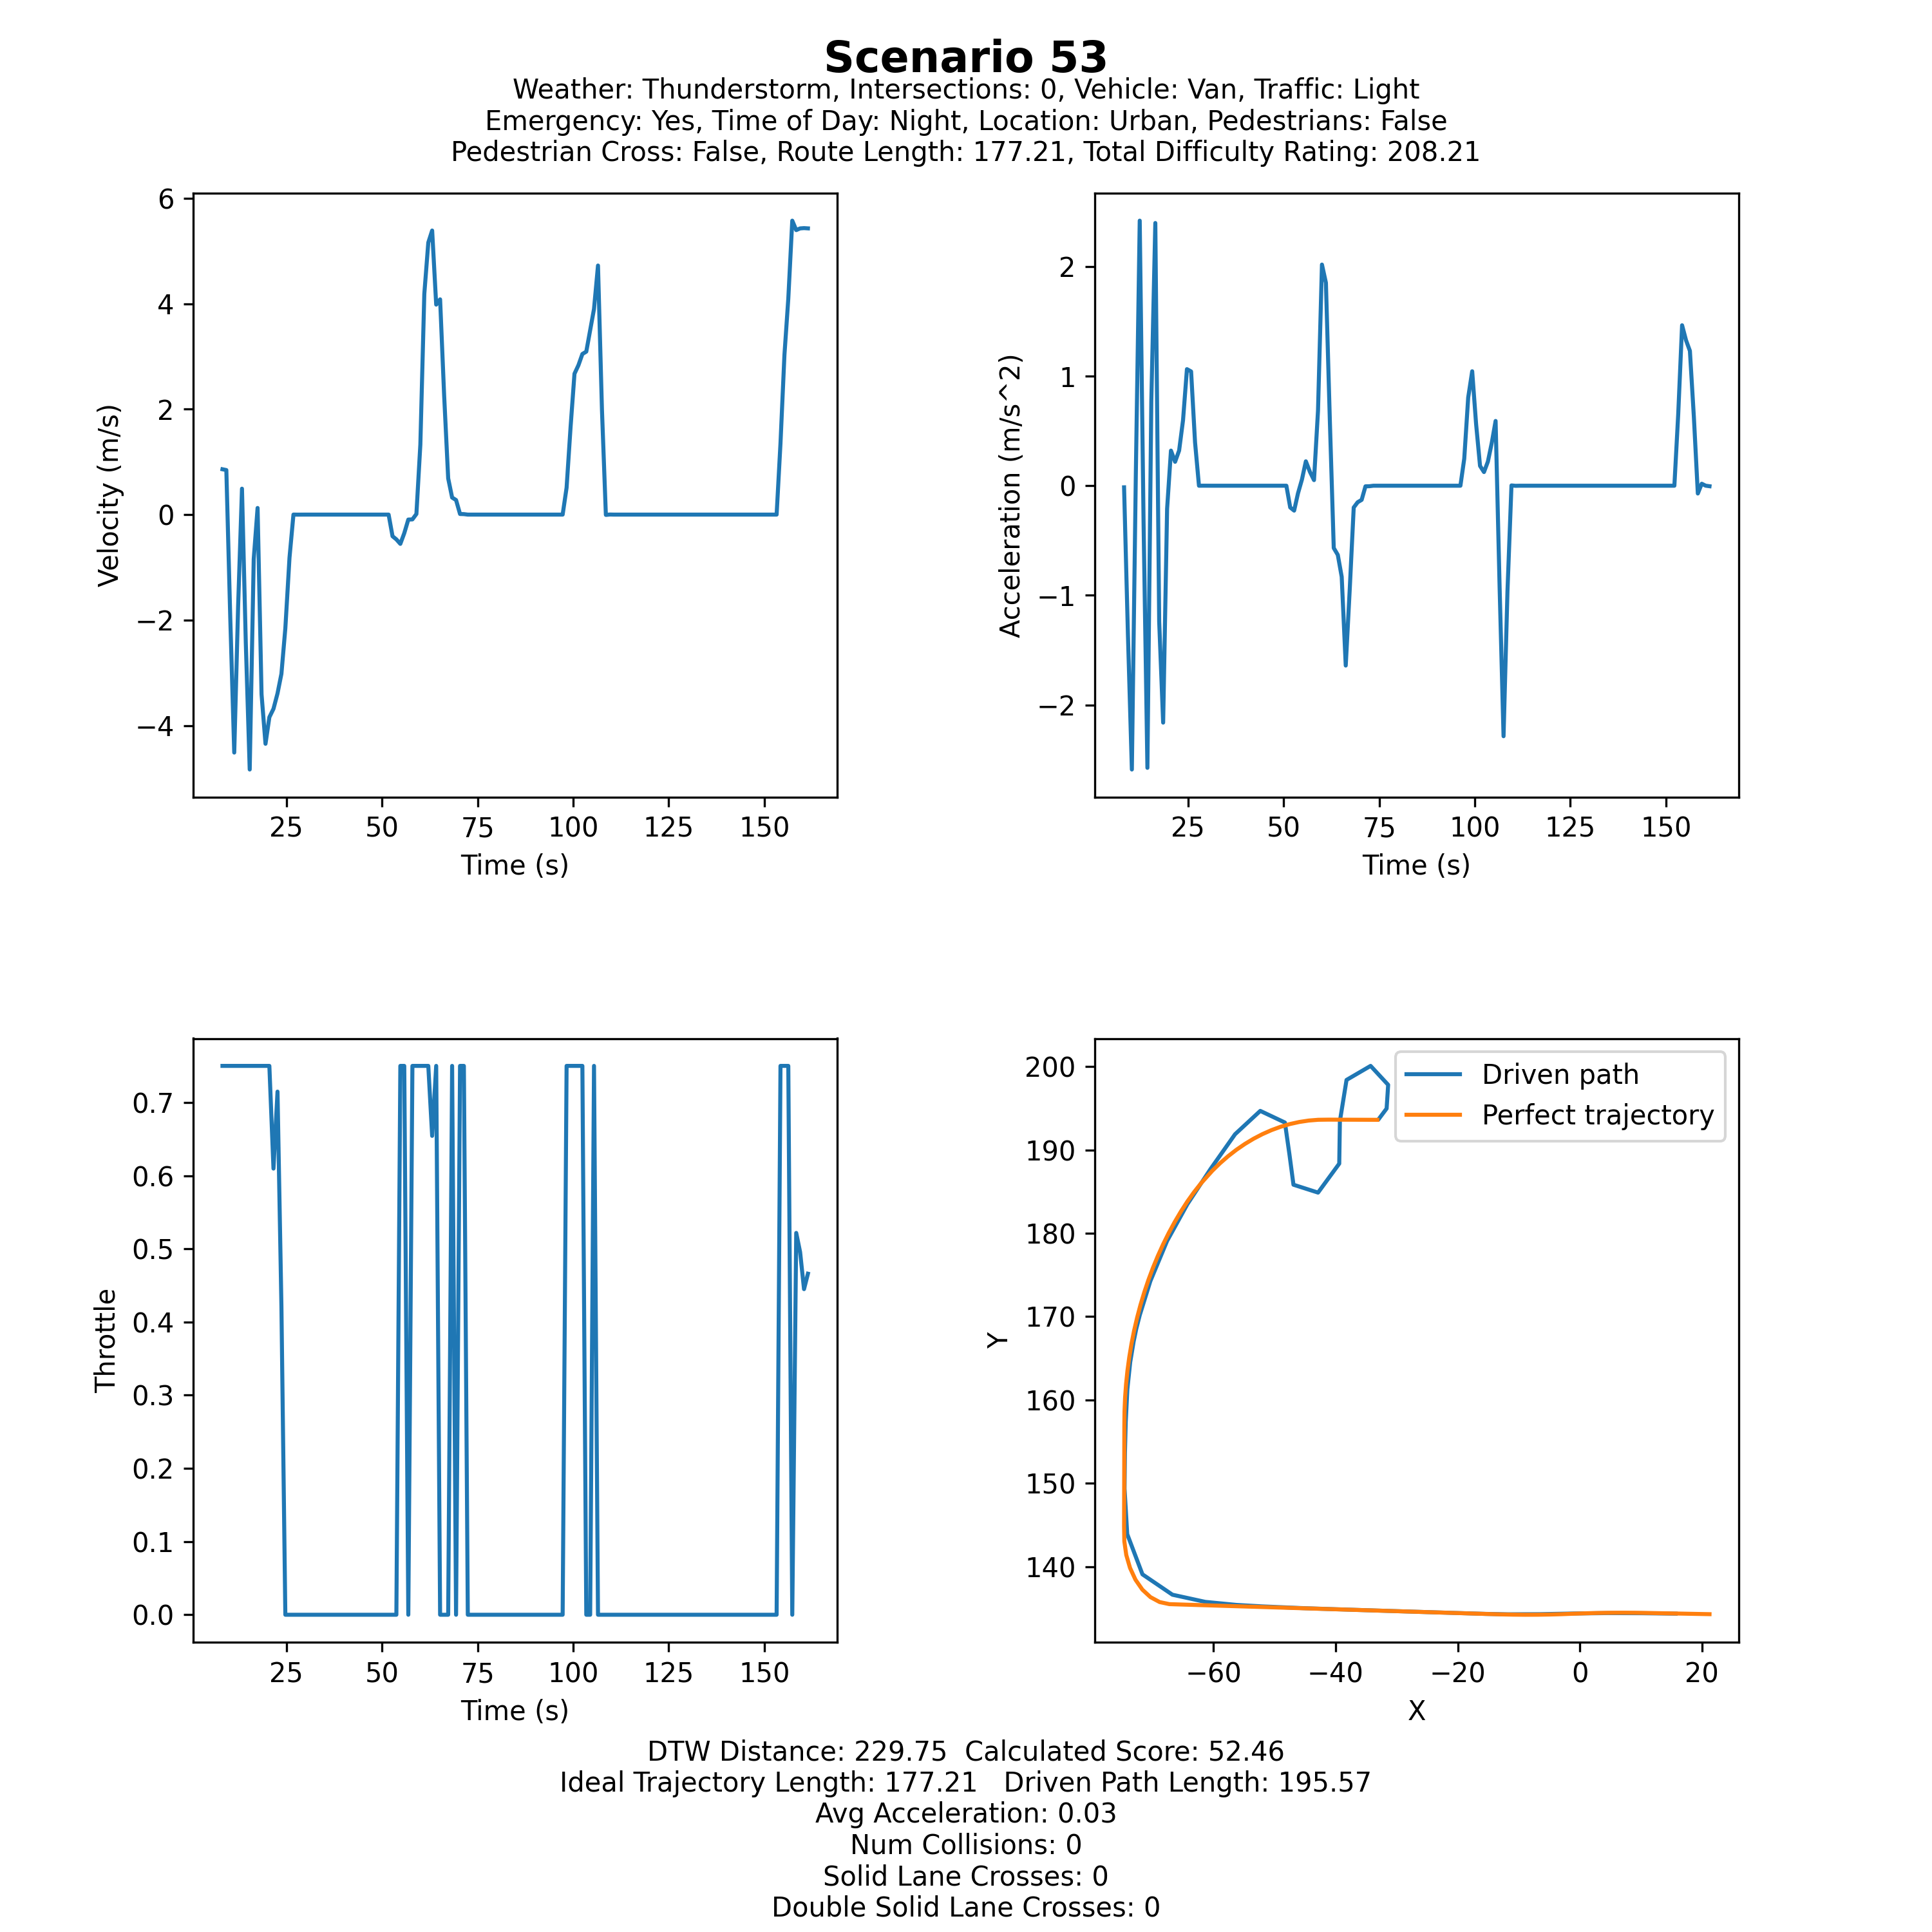 Scenario 53
Weather: Thunderstorm, Intersections: 0, Vehicle: Van, Traffic: Light
Emergency: Yes, Time of Day: Night, Location: Urban, Pedestrians: False
Pedestrian Cross: False, Route Length: 177.21, Total Difficulty Rating: 208.21
6
4
2
0
−2
−4
Velocity (m/s)
25 50 75 100 125 150
Time (s)
2
1
0
−1
−2
Acceleration (m/s^2)
25 50 75 100 125 150
Time (s)
0.7
0.6
0.5
0.4
0.3
0.2
0.1
0.0
Throttle
25 50 75 100 125 150
Time (s)
200
190
180
170
160
150
140
Y
Driven path
Perfect trajectory
−60 −40 −20 0 20
X
DTW Distance: 229.75  Calculated Score: 52.46
Ideal Trajectory Length: 177.21   Driven Path Length: 195.57
Avg Acceleration: 0.03
Num Collisions: 0
Solid Lane Crosses: 0
Double Solid Lane Crosses: 0